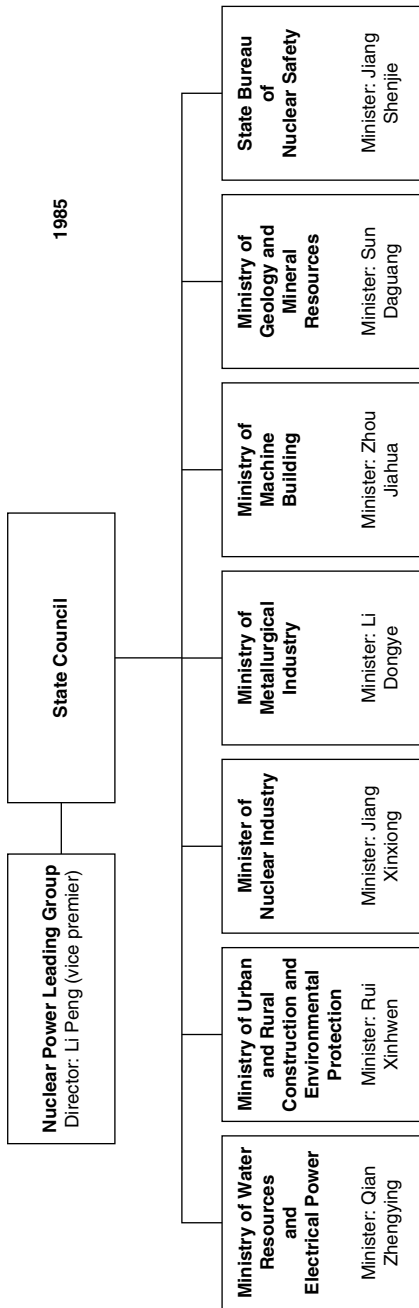 1985
Nuclear Power Leading Group
Director: Li Peng (vice premier)
State Council
Ministry of Water
Resources
and
Electrical Power
Minister: Qian
Zhengying
Ministry of Urban
and Rural
Construction and
Environmental
Protection
Minister: Rui
Xinhwen
Minister of
Nuclear Industry
Minister: Jiang
Xinxiong
Ministry of
Metallurgical
Industry
Minister: Li
Dongye
Ministry of
Machine
Building
Minister: Zhou
Jiahua
Ministry of
Geology and
Mineral
Resources
Minister: Sun
Daguang
State Bureau
of
Nuclear Safety
Minister: Jiang
Shenjie